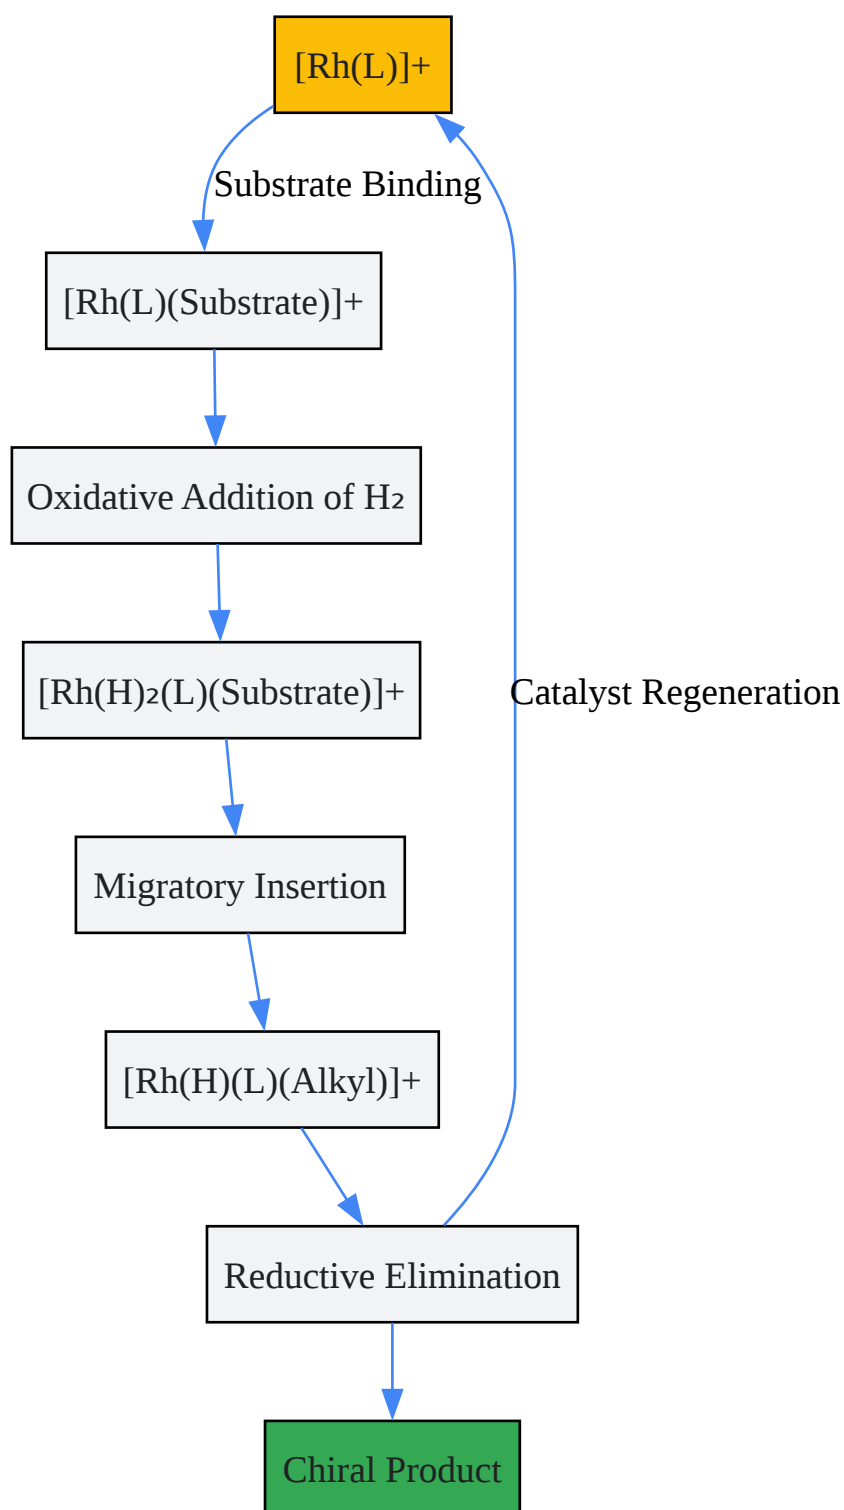 [Rh(L)]+
Substrate Binding
[Rh(L)(Substrate)]+
Oxidative Addition of H₂
[Rh(H)₂(L)(Substrate)]+
Catalyst Regeneration
Migratory Insertion
[Rh(H)(L)(Alkyl)]+
Reductive Elimination
Chiral Product